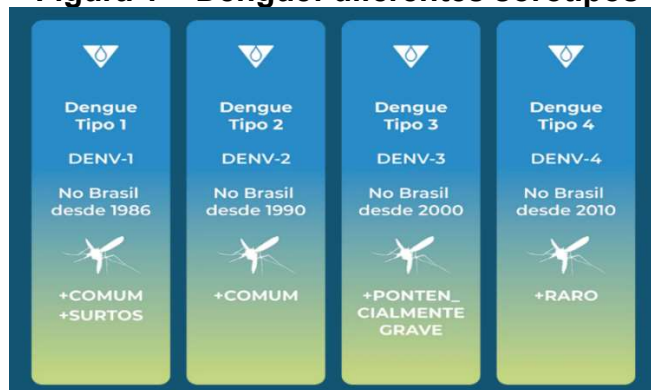 Dengue
Tipo 1
DENV-1
No Brasil
desde 1986
+COMUM
+SURTOS
Dengue
Tipo 2
DENV-2
No Brasil
desde 1990
+COMUM
Dengue
Tipo 3
DENV-3
No Brasil
desde 2000
+PONTEN_
CIALMENTE
GRAVE
Dengue
Tipo 4
DENV-4
No Brasil
desde 2010
+RARO